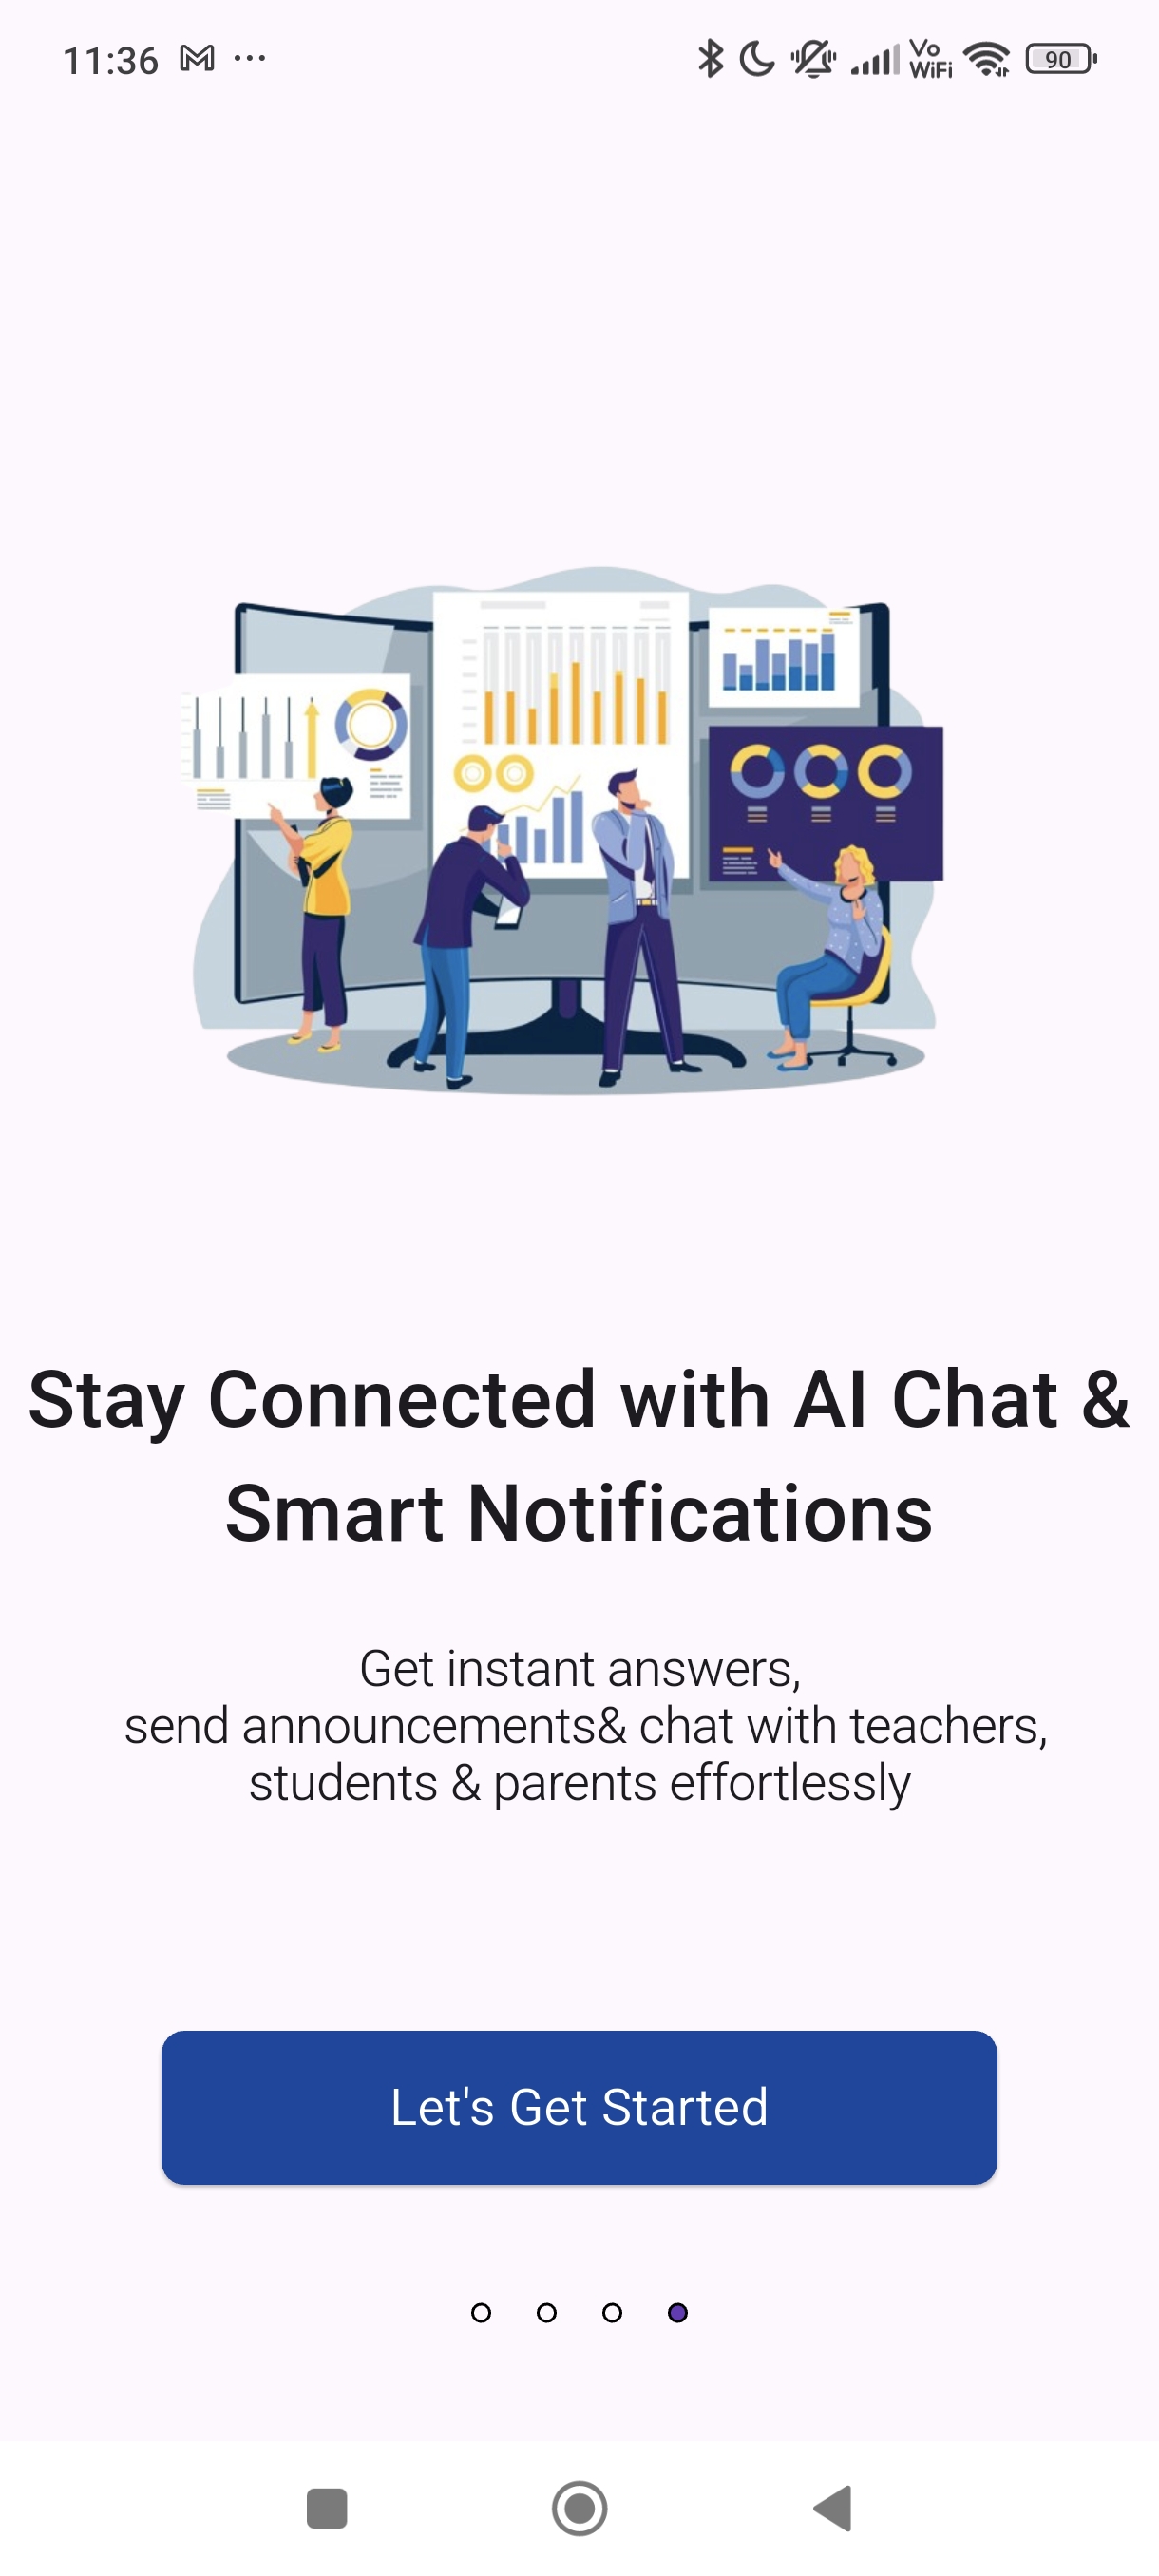 11:36
Vo
WiFi
90
Stay Connected with AI Chat &
Smart Notifications
Get instant answers,
send announcements& chat with teachers,
students & parents effortlessly
Let's Get Started